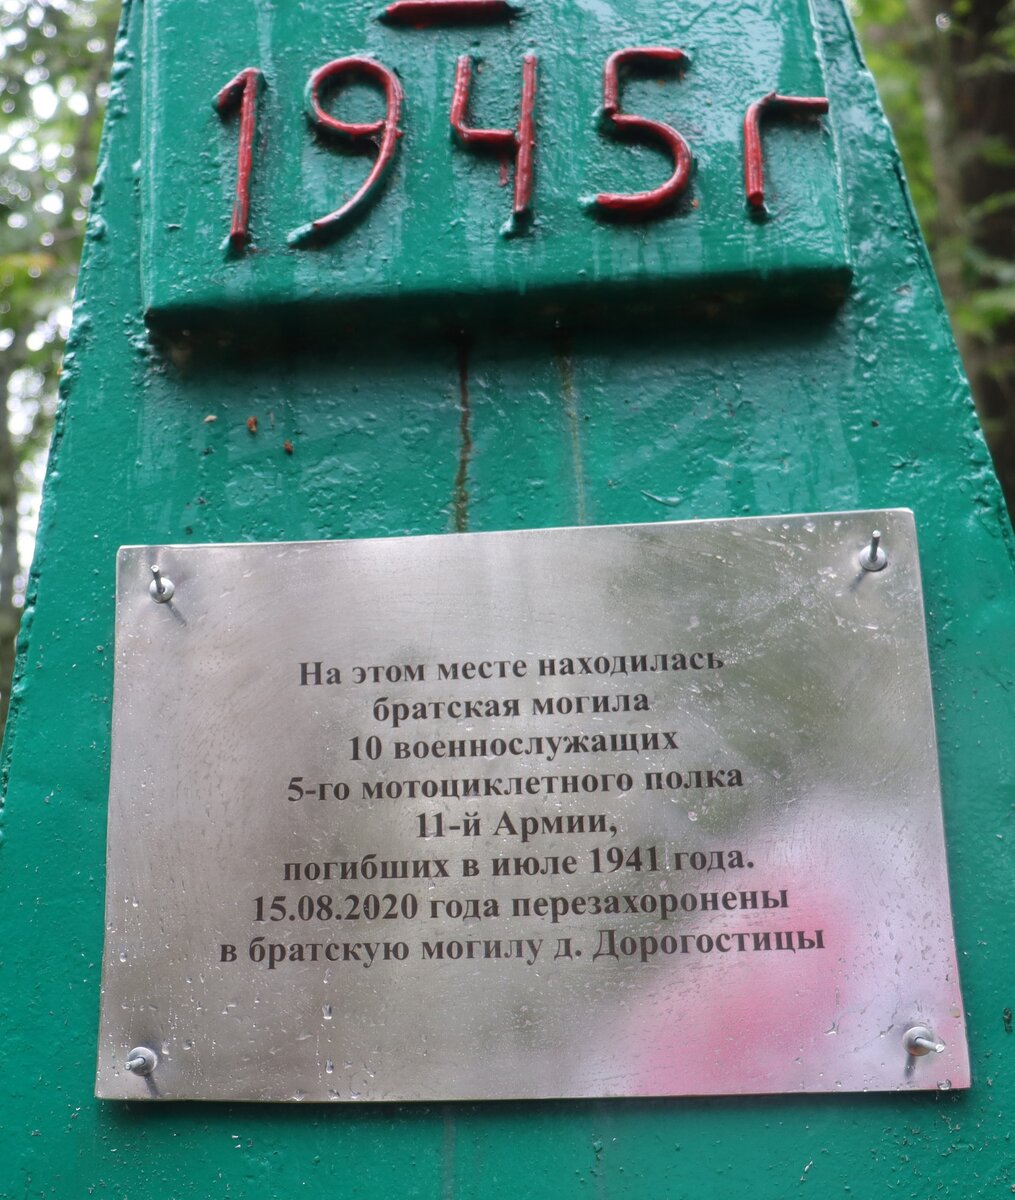 1945г
На этом месте находилась
братская могила
10 военнослужащих
5-го мотоциклетного полка
11-й Армии,
погибших в июле 1941 года.
15.08.2020 года перезахоронены
в братскую могилу д. Дорогостицы